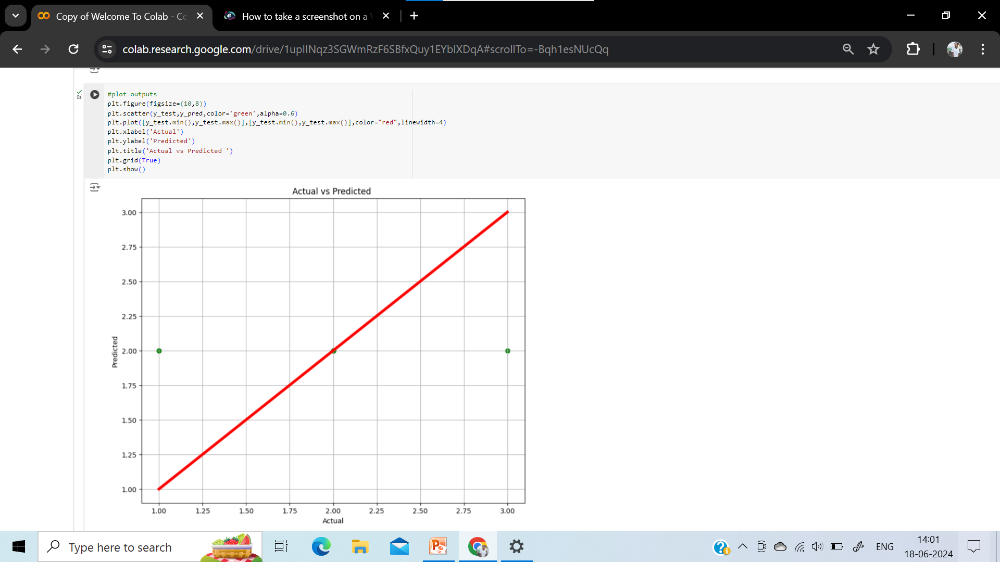 Copy of Welcome To Colab - Co
How to take a screenshot on a
colab.research.google.com/drive/1upIINqz3SGWmRzF6SBfxQuy1EYbIXDqA#scrollTo=-Bqh1esNUcQq
0s
#plot outputs
plt.figure(figsize=(10,8))
plt.scatter(y_test,y_pred,color='green',alpha=0.6)
plt.plot([y_test.min(),y_test.max()],[y_test.min(),y_test.max()],color="red",linewidth=4)
plt.xlabel('Actual')
plt.ylabel('Predicted')
plt.title('Actual vs Predicted ')
plt.grid(True)
plt.show()
Actual vs Predicted
3.00
2.75
2.50
2.25
2.00
1.75
1.50
1.25
1.00
Predicted
1.00 1.25 1.50 1.75 2.00 2.25 2.50 2.75 3.00
Actual
Type here to search
ENG
14:01
18-06-2024